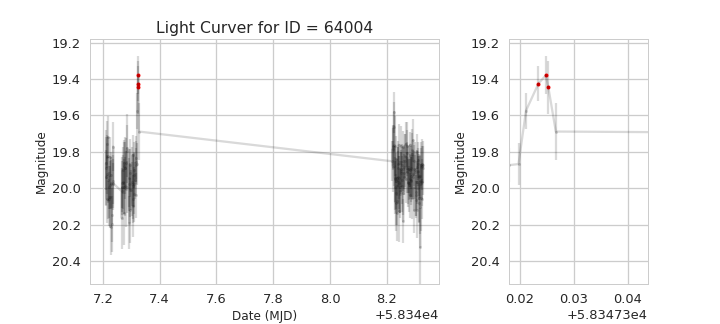 Light Curver for ID = 64004
Magnitude
19.2
19.4
19.6
19.8
20.0
20.2
20.4
7.2 7.4 7.6 7.8 8.0 8.2
Date (MJD)
+5.834e4
Magnitude
19.2
19.4
19.6
19.8
20.0
20.2
20.4
0.02 0.03 0.04
+5.83473e4